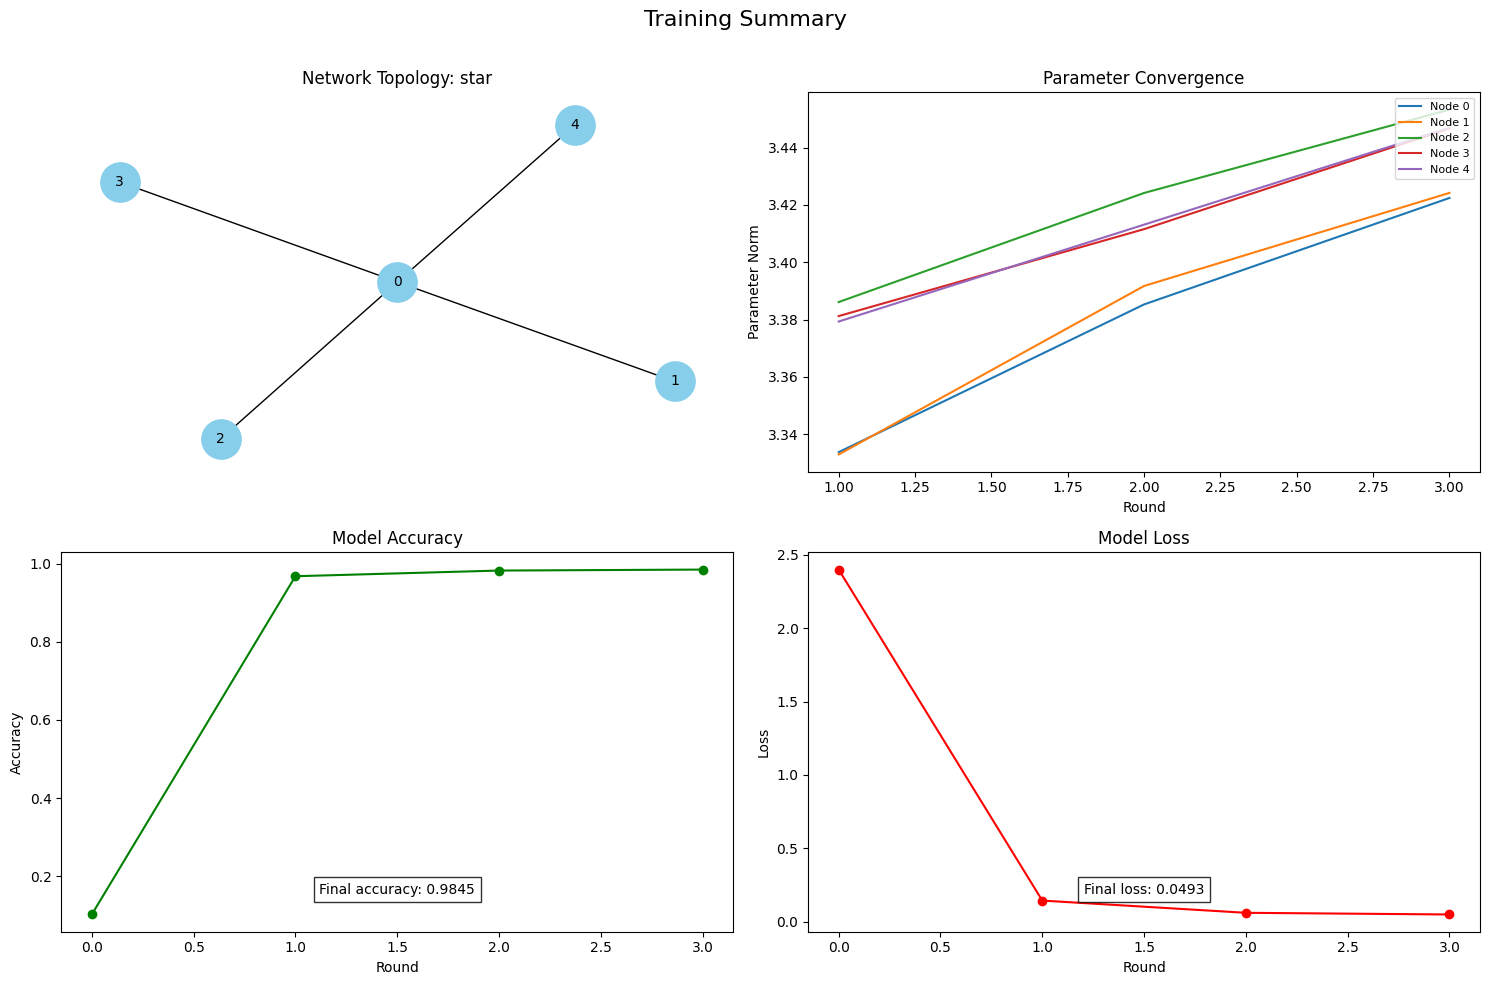 Training Summary
Network Topology: star
4
3
0
1
2
Parameter Convergence
Node 0
Node 1
Node 2
Node 3
Node 4
Parameter Norm
3.44
3.42
3.40
3.38
3.36
3.34
1.00 1.25 1.50 1.75 2.00 2.25 2.50 2.75 3.00
Round
Model Accuracy
Accuracy
1.0
0.8
0.6
0.4
0.2
Final accuracy: 0.9845
0.0 0.5 1.0 1.5 2.0 2.5 3.0
Round
Model Loss
Loss
2.5
2.0
1.5
1.0
0.5
0.0
Final loss: 0.0493
0.0 0.5 1.0 1.5 2.0 2.5 3.0
Round